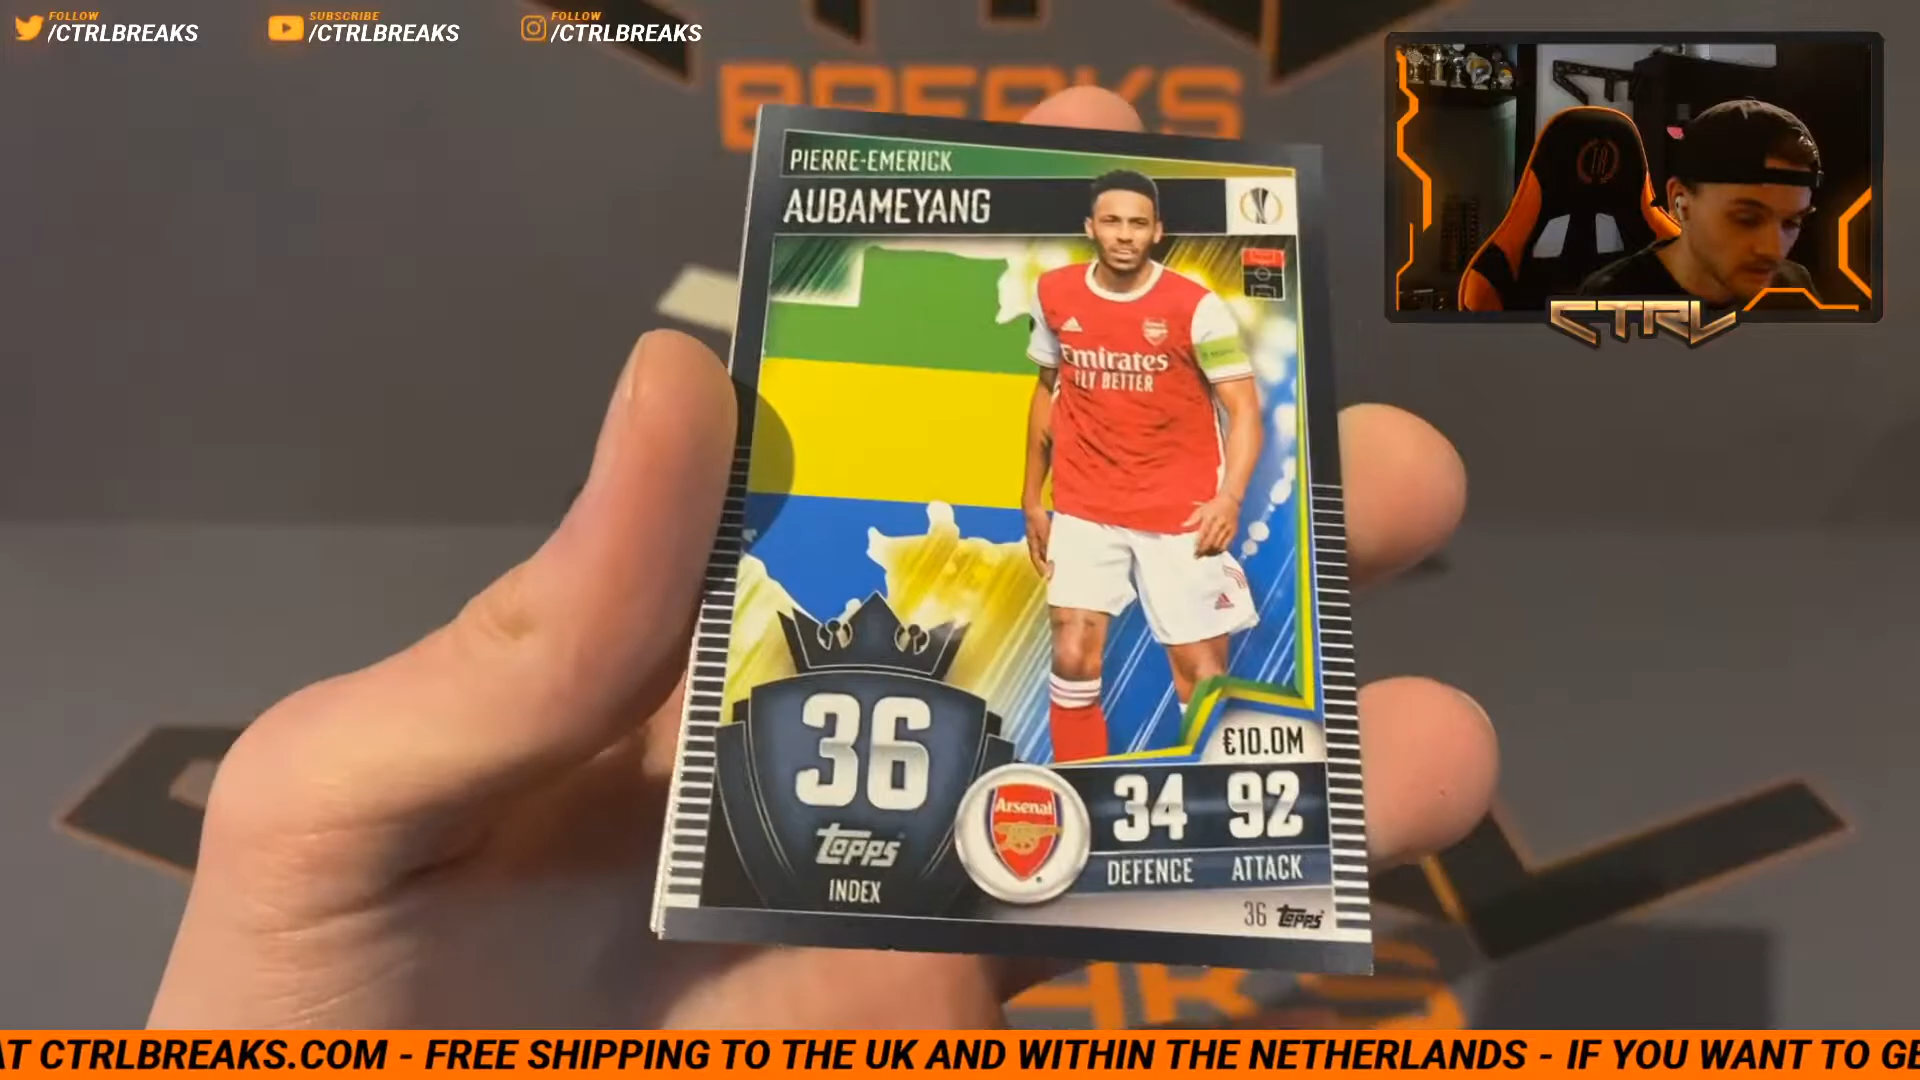 FOLLOW
/CTRLBREAKS
SUBSCRIBE
/CTRLBREAKS
FOLLOW
/CTRLBREAKS
BREAKS
PIERRE-EMERICK
AUBAMEYANG
Emirates
FLY BETTER
CTRL
36
topps
INDEX
Arsenal
€10.0M
34 92
DEFENCE ATTACK
36 topps
AT CTRLBREAKS.COM - FREE SHIPPING TO THE UK AND WITHIN THE NETHERLANDS - IF YOU WANT TO GE